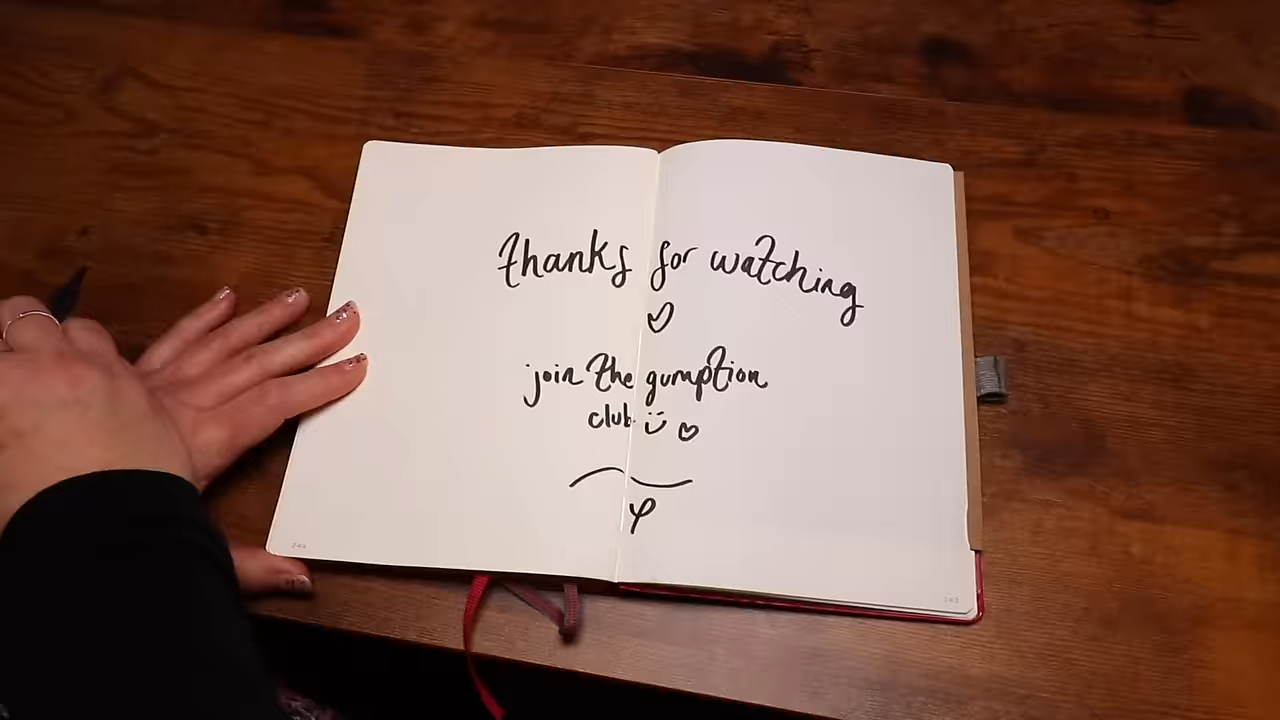 thanks for watching
join the gumption
club
φ